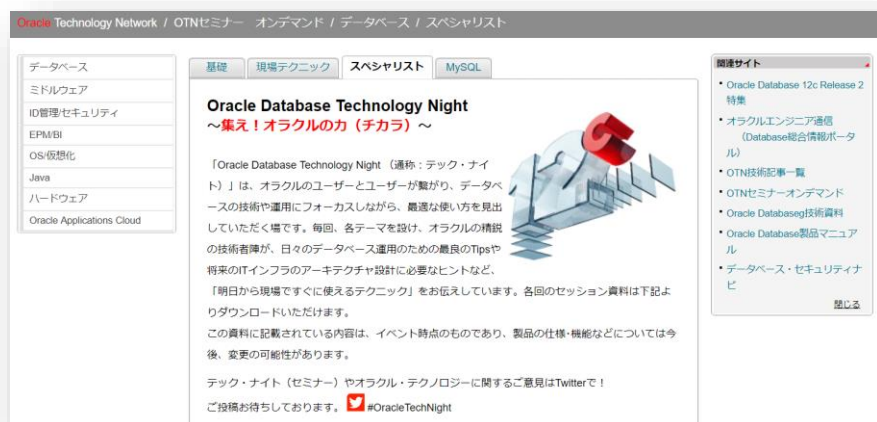 Oracle Technology Network / OTNセミナー オンデマンド / データベース / スペシャリスト
データベース
ミドルウェア
ID管理/セキュリティ
EPM/BI
OS/仮想化
Java
ハードウェア
Oracle Applications Cloud
基礎
現場テクニック
スペシャリスト
MySQL
Oracle Database Technology Night
～集え！オラクルの力（チカラ）～
「Oracle Database Technology Night （通称：テック・ナイ
ト）」は、オラクルのユーザーとユーザーが繋がり、データベ
ースの技術や運用にフォーカスしながら、最適な使い方を見出
していただく場です。毎回、各テーマを設け、オラクルの精鋭
の技術者陣が、日々のデータベース運用のための最良のTipsや
将来のITインフラのアーキテクチャ設計に必要なヒントなど、
「明日から現場ですぐに使えるテクニック」をお伝えしています。各回のセッション資料は下記よ
りダウンロードいただけます。
この資料に記載されている内容は、イベント時点のものであり、製品の仕様・機能などについては今
後、変更の可能性があります。
テック・ナイト（セミナー）やオラクル・テクノロジーに関するご意見はTwitterで！
ご投稿お待ちしております。 #OracleTechNight
関連サイト
• Oracle Database 12c Release 2
特集
• オラクルエンジニア通信
（Database総合情報ポータ
ル）
• OTN技術記事一覧
• OTNセミナーオンデマンド
• Oracle Databaseg技術資料
• Oracle Database製品マニュア
ル
• データベース・セキュリティナ
ビ
閉じる